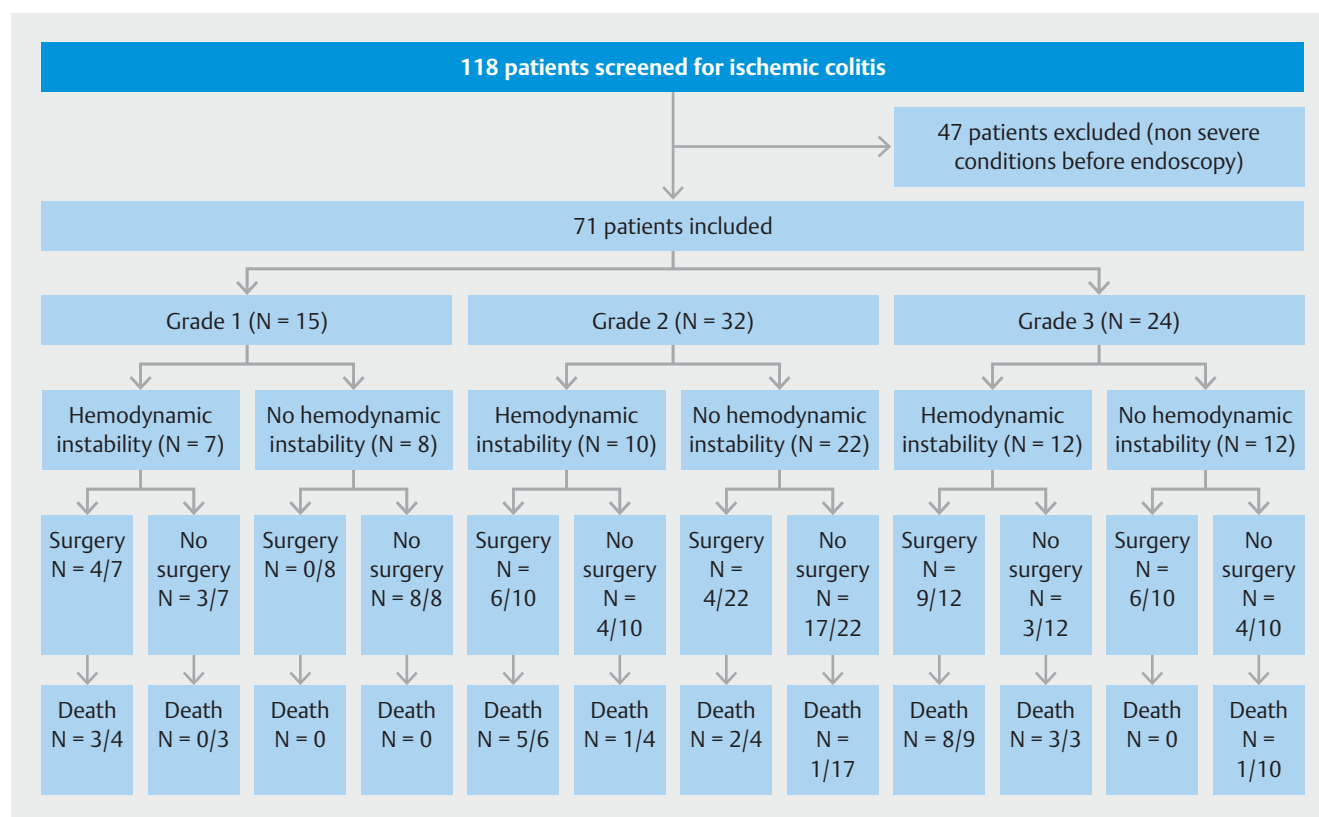 118 patients screened for ischemic colitis
47 patients excluded (non severe
conditions before endoscopy)
71 patients included
Grade 1 (N = 15)
Grade 2 (N = 32)
Grade 3 (N = 24)
Hemodynamic
instability (N = 7)
No hemodynamic
instability (N = 8)
Hemodynamic
instability (N = 10)
No hemodynamic
instability (N = 22)
Hemodynamic
instability (N = 12)
No hemodynamic
instability (N = 12)
Surgery
N = 4/7
No
surgery
N = 3/7
Surgery
N = 0/8
No
surgery
N = 8/8
Surgery
N =
6/10
No
surgery
N =
4/10
Surgery
N =
4/22
No
surgery
N =
17/22
Surgery
N =
9/12
No
surgery
N =
3/12
Surgery
N =
6/10
No
surgery
N =
4/10
Death
N = 3/4
Death
N = 0/3
Death
N = 0
Death
N = 0
Death
N = 5/6
Death
N = 1/4
Death
N = 2/4
Death
N =
1/17
Death
N = 8/9
Death
N = 3/3
Death
N = 0
Death
N =
1/10